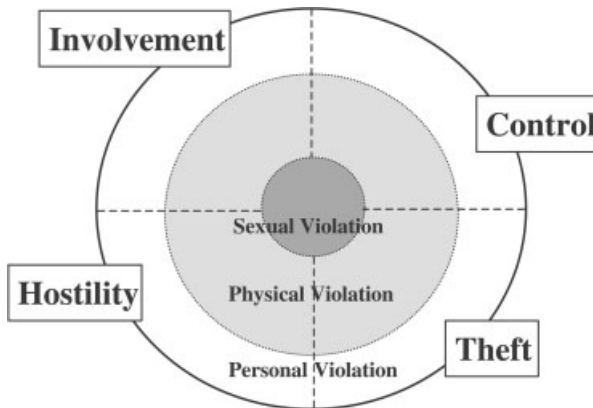 Involvement
Control
Sexual Violation
Hostility
Physical Violation
Theft
Personal Violation